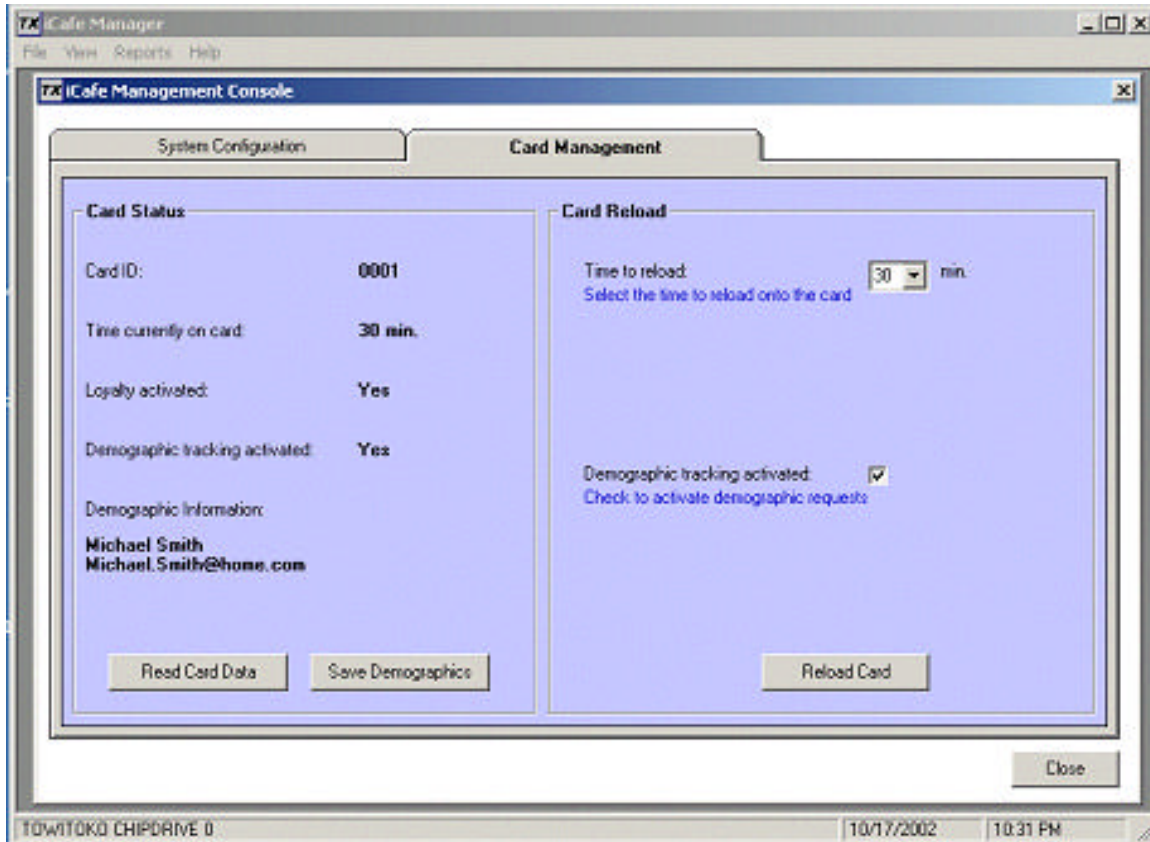 TX iCafe Manager
File View Reports Help
TX iCafe Management Console
System Configuration
Card Management
Card Status
Card ID: 0001
Time currently on card: 30 min.
Loyalty activated: Yes
Demographic tracking activated: Yes
Demographic Information:
Michael Smith
Michael.Smith@home.com
Read Card Data
Save Demographics
Card Reload
Time to reload: 30 min.
Select the time to reload onto the card
Demographic tracking activated:
Check to activate demographic requests
Reload Card
Close
TOWITOKO CHIPDRIVE 0
10/17/2002
10:31 PM